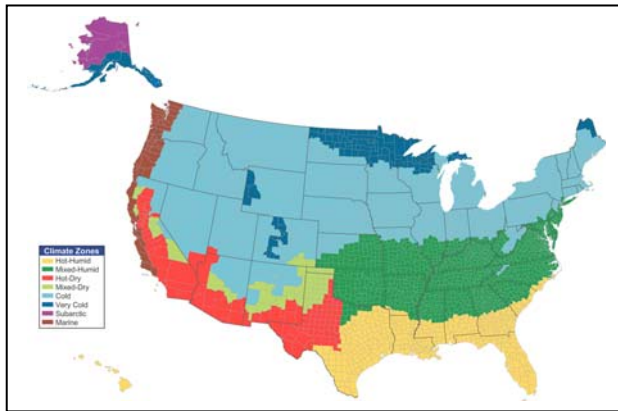 Climate Zones
Hot-Humid
Mixed-Humid
Hot-Dry
Mixed-Dry
Cold
Very Cold
Subarctic
Marine